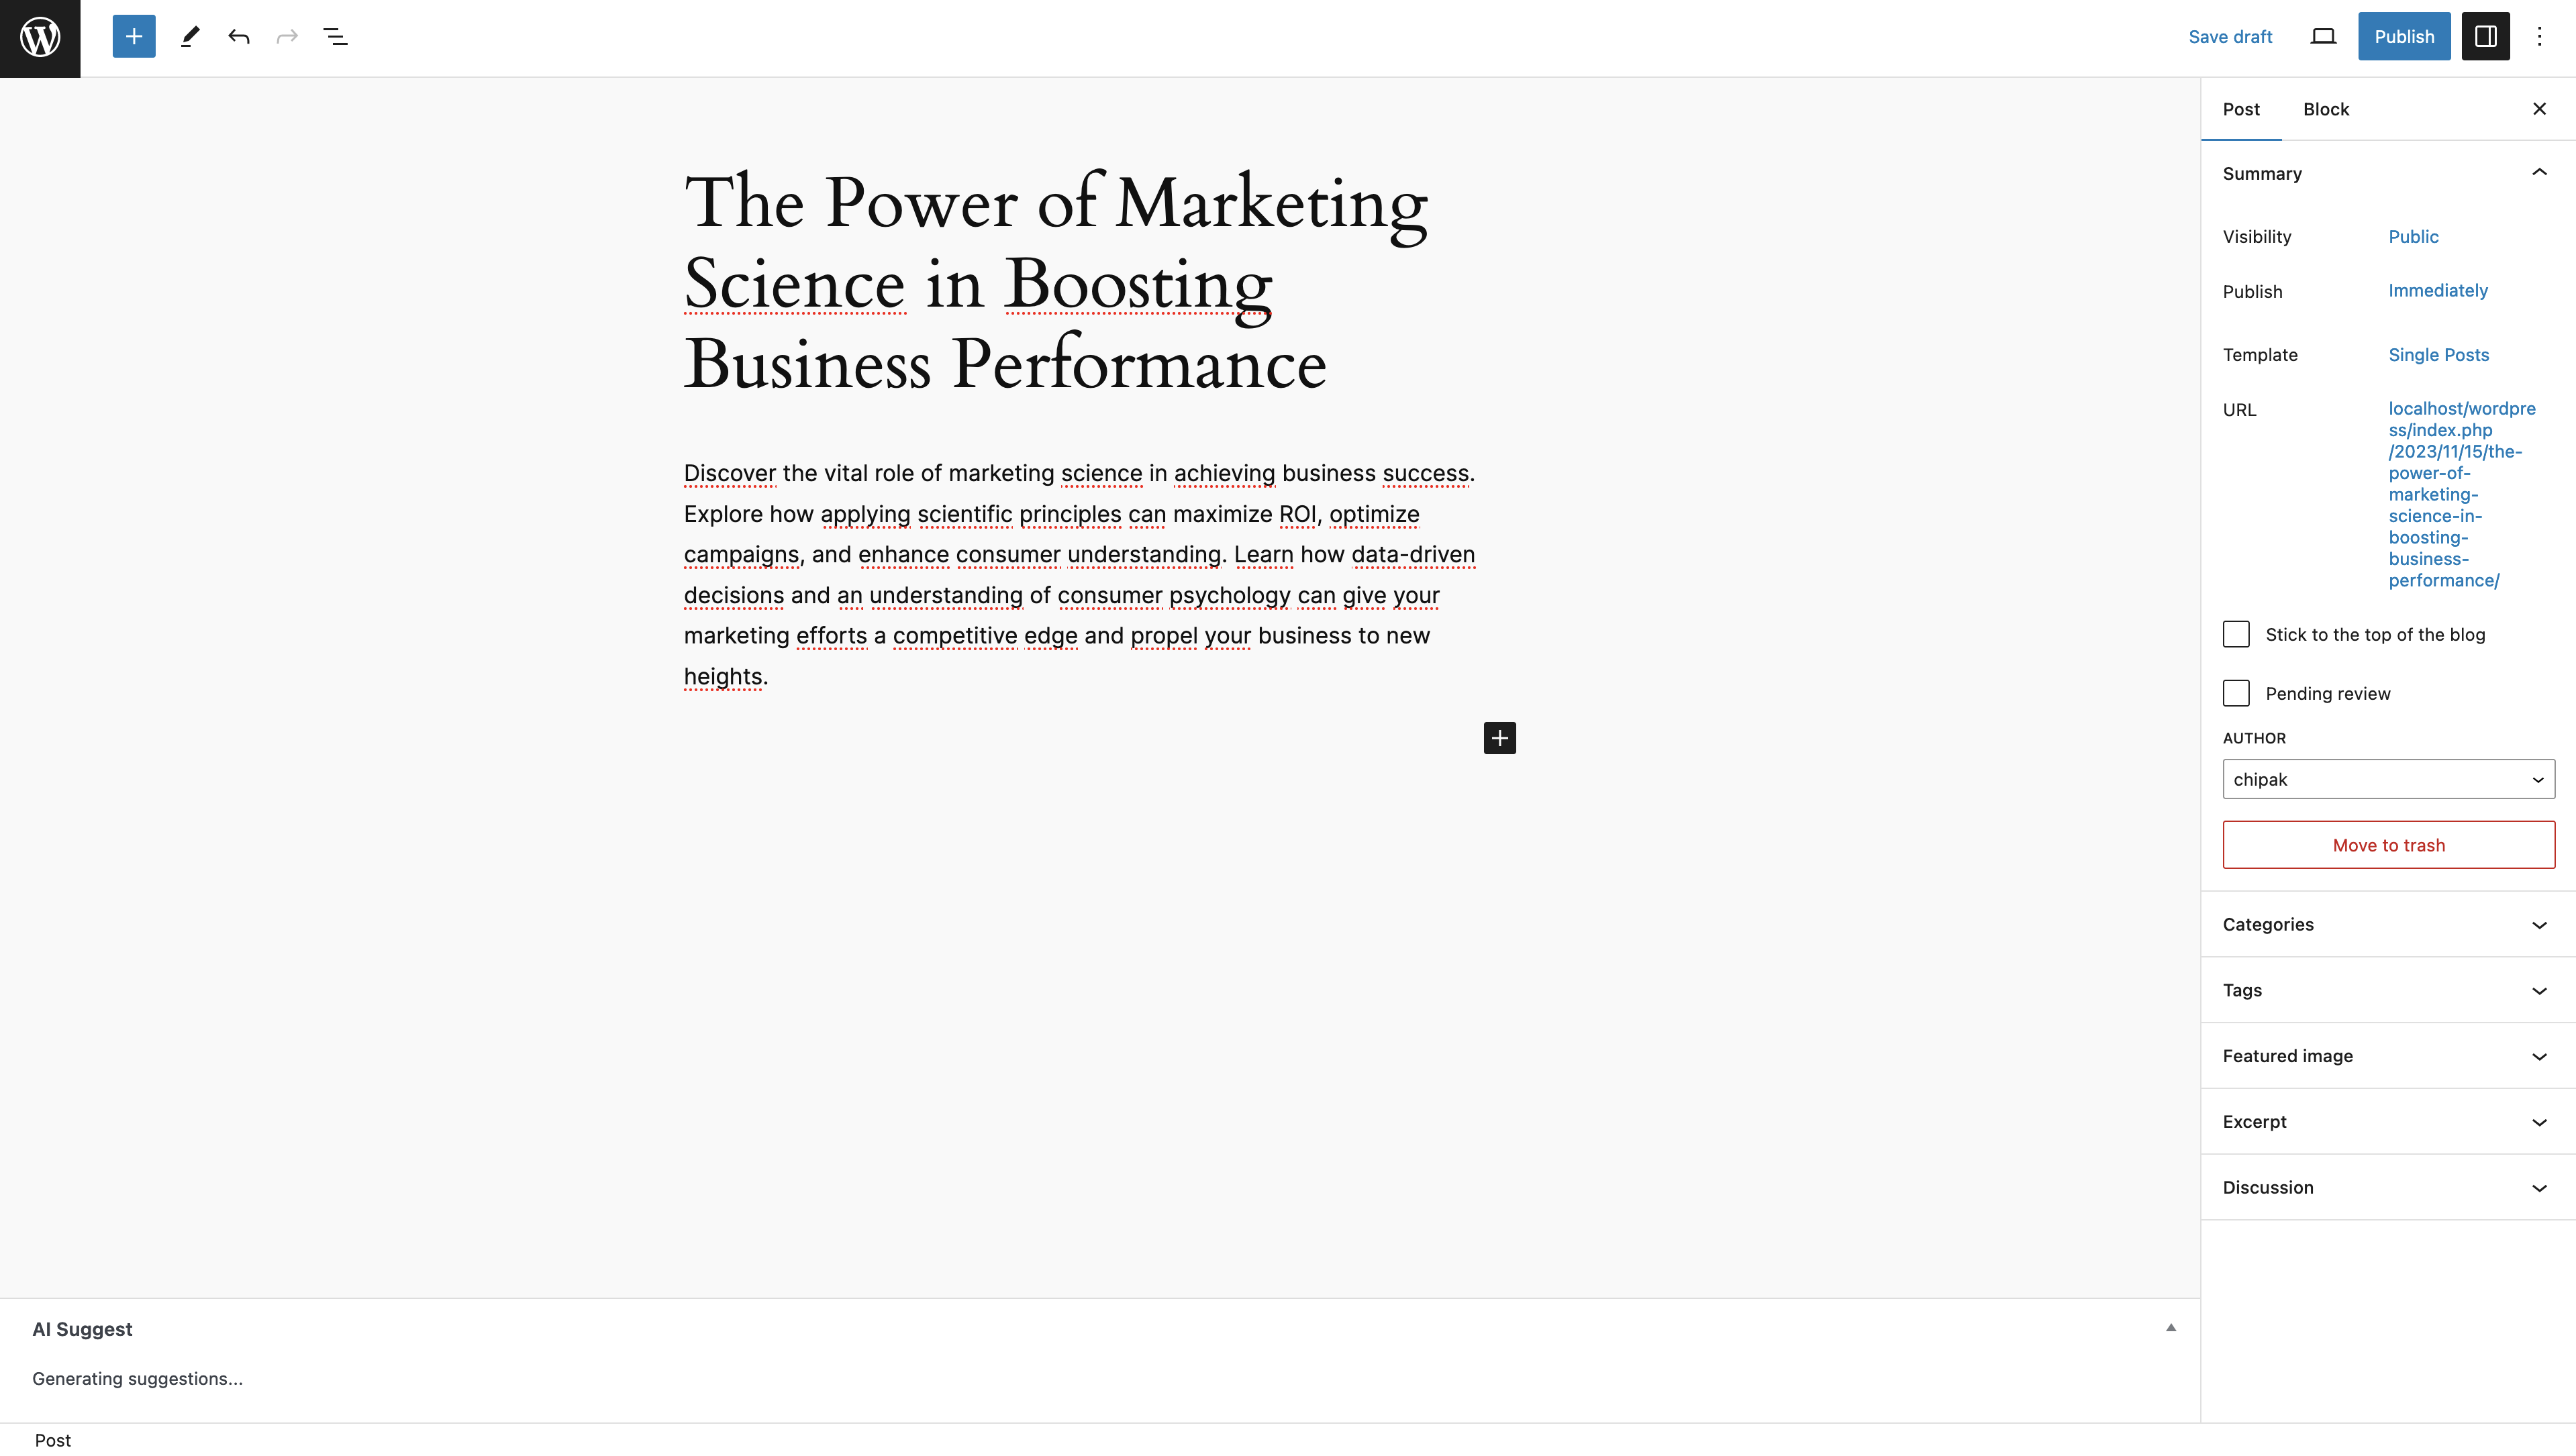 Save draft
Publish
Post
Block
The Power of Marketing
Science in Boosting
Business Performance
Discover the vital role of marketing science in achieving business success.
Explore how applying scientific principles can maximize ROI, optimize
campaigns, and enhance consumer understanding. Learn how data-driven
decisions and an understanding of consumer psychology can give your
marketing efforts a competitive edge and propel your business to new
heights.
Summary
Visibility
Public
Publish
Immediately
Template
Single Posts
URL
localhost/wordpre
ss/index.php
/2023/11/15/the-
power-of-
marketing-
science-in-
boosting-
business-
performance/
Stick to the top of the blog
Pending review
AUTHOR
chipak
Move to trash
Categories
Tags
Featured image
Excerpt
Discussion
AI Suggest
Generating suggestions...
Post